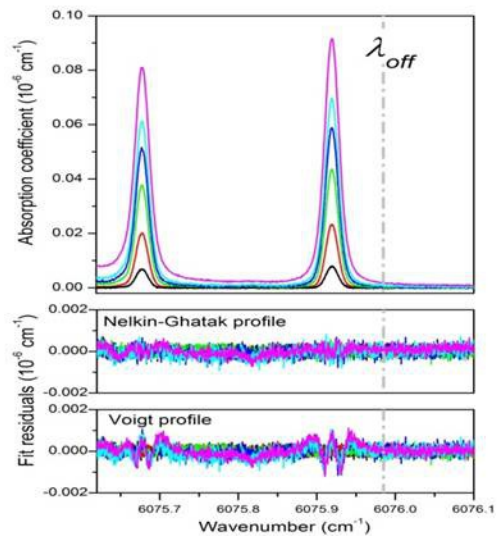 0.10
0.08
0.06
0.04
0.02
0.00
Absorption coefficient (10⁻⁶ cm⁻¹)
λoff
0.002
0.000
-0.002
Nelkin-Ghatak profile
0.002
0.000
-0.002
Voigt profile
Fit residuals (10⁻⁶ cm⁻¹)
6075.7 6075.8 6075.9 6076.0 6076.1
Wavenumber (cm⁻¹)